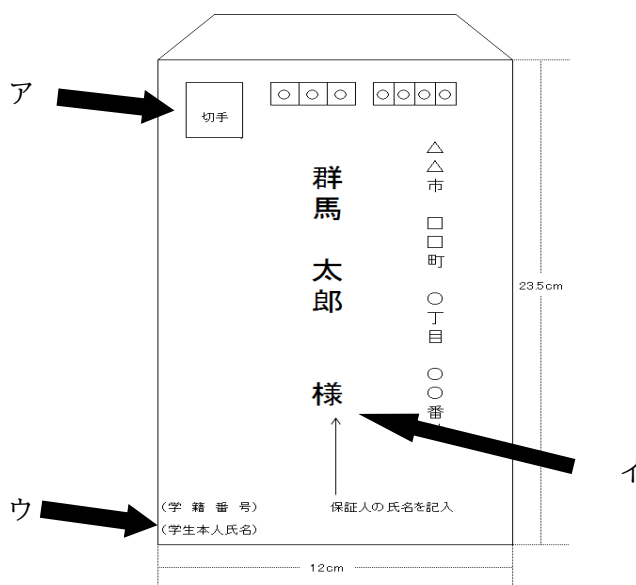 ア
切手
○○○ ○○○○
△△市 □□町 ○丁目 ○○番
群馬 太郎 様
23.5cm
イ
ウ
(学籍番号)
(学生本人氏名)
保証人の氏名を記入
12cm